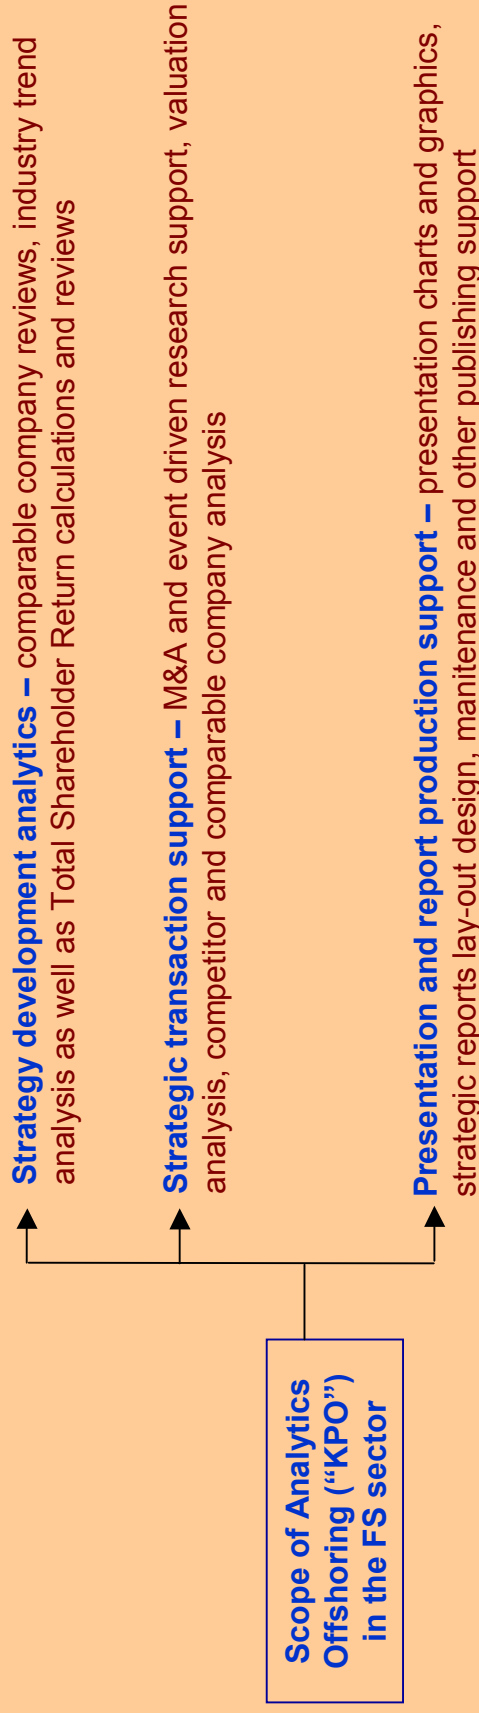 Strategy development analytics – comparable company reviews, industry trend
analysis as well as Total Shareholder Return calculations and reviews
Strategic transaction support – M&A and event driven research support, valuation
analysis, competitor and comparable company analysis
Scope of Analytics
Offshoring (“KPO”)
in the FS sector
Presentation and report production support – presentation charts and graphics,
strategic reports lay-out design, manitenance and other publishing support